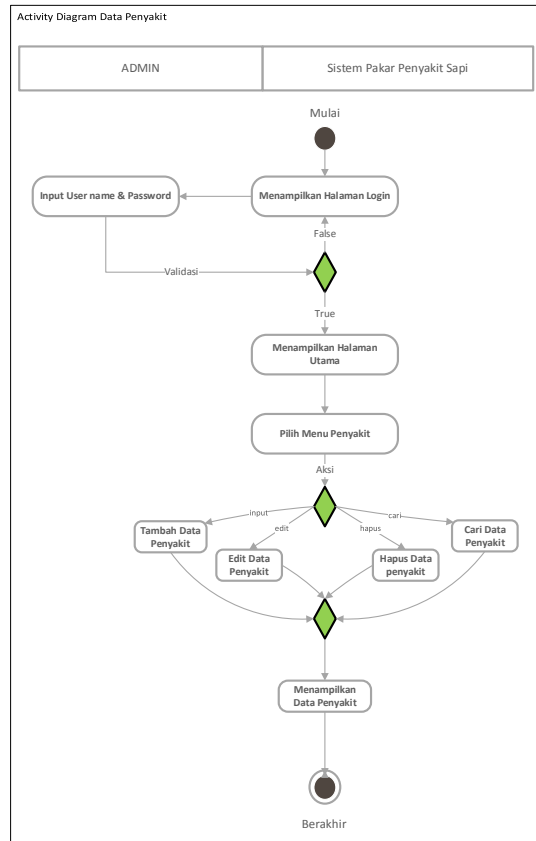 Activity Diagram Data Penyakit
ADMIN
Sistem Pakar Penyakit Sapi
Mulai
Input User name & Password
Menampilkan Halaman Login
False
Validasi
True
Menampilkan Halaman
Utama
Pilih Menu Penyakit
Aksi
input
edit
hapus
cari
Tambah Data
Penyakit
Edit Data
Penyakit
Hapus Data
penyakit
Cari Data
Penyakit
Menampilkan
Data Penyakit
Berakhir